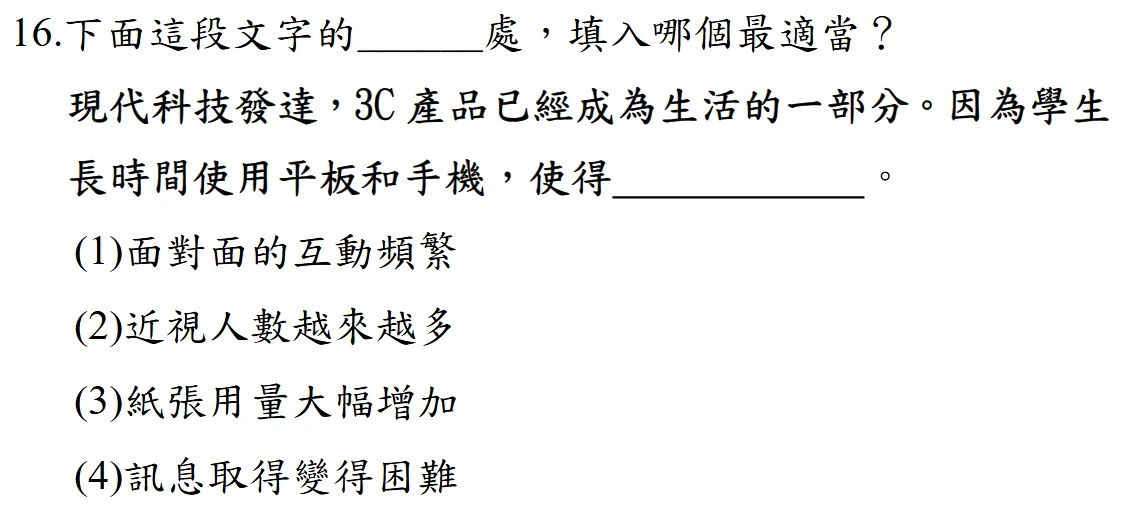 16.下面這段文字的______處，填入哪個最適當？
現代科技發達，3C 產品已經成為生活的一部分。因為學生
長時間使用平板和手機，使得____________。
(1)面對面的互動頻繁
(2)近視人數越來越多
(3)紙張用量大幅增加
(4)訊息取得變得困難